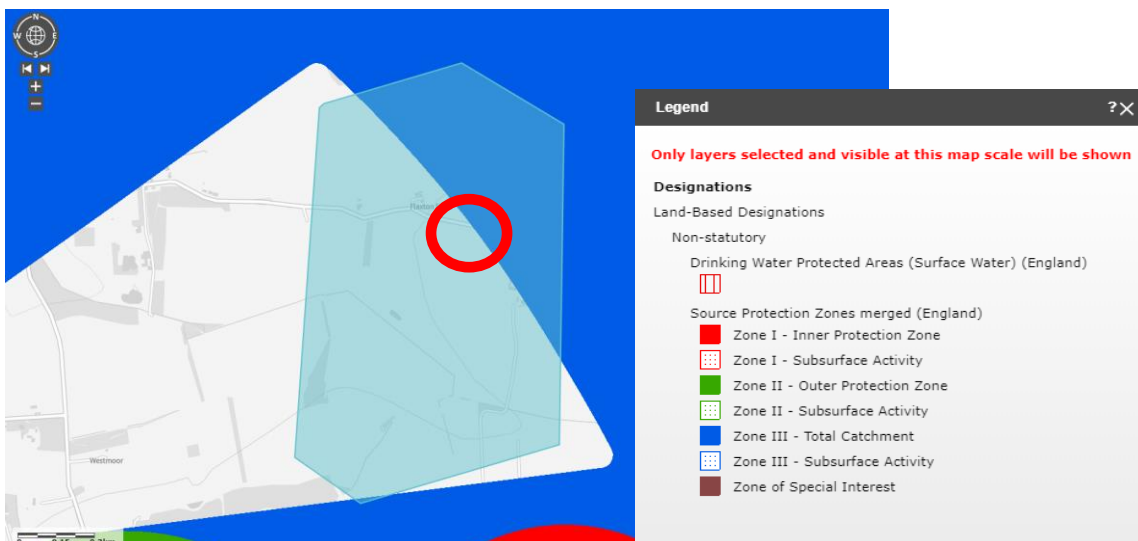 N
W E
S
Westmoor
Legend ?
Only layers selected and visible at this map scale will be shown
Designations
Land-Based Designations
Non-statutory
Drinking Water Protected Areas (Surface Water) (England)
Source Protection Zones merged (England)
Zone I - Inner Protection Zone
Zone I - Subsurface Activity
Zone II - Outer Protection Zone
Zone II - Subsurface Activity
Zone III - Total Catchment
Zone III - Subsurface Activity
Zone of Special Interest